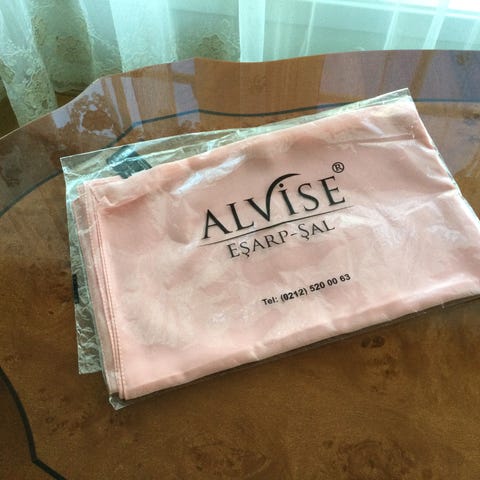 ALVİSE®
EŞARP-ŞAL
Tel: (0212) 520 00 63